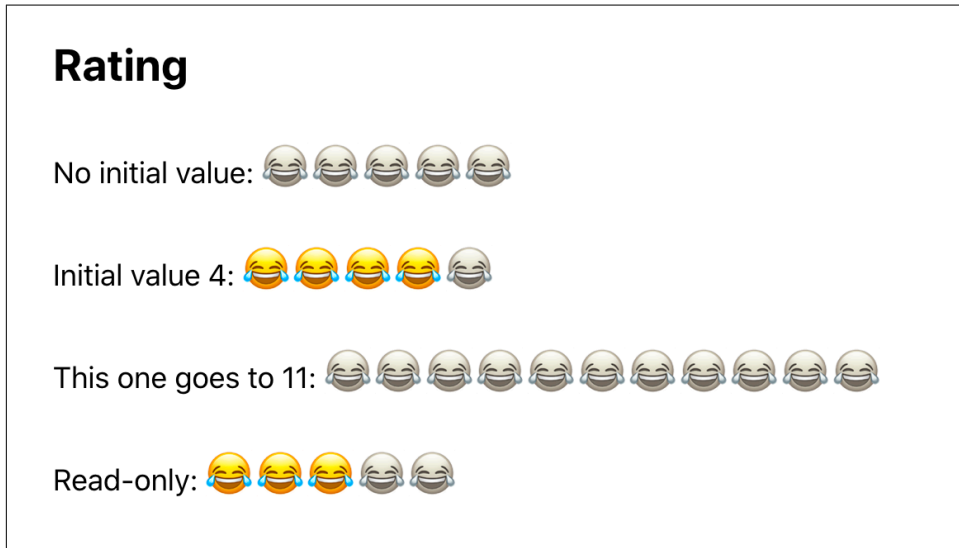 Rating
No initial value: 😂😂😂😂😂
Initial value 4: 😂😂😂😂😂
This one goes to 11: 😂😂😂😂😂😂😂😂😂😂😂
Read-only: 😂😂😂😂😂